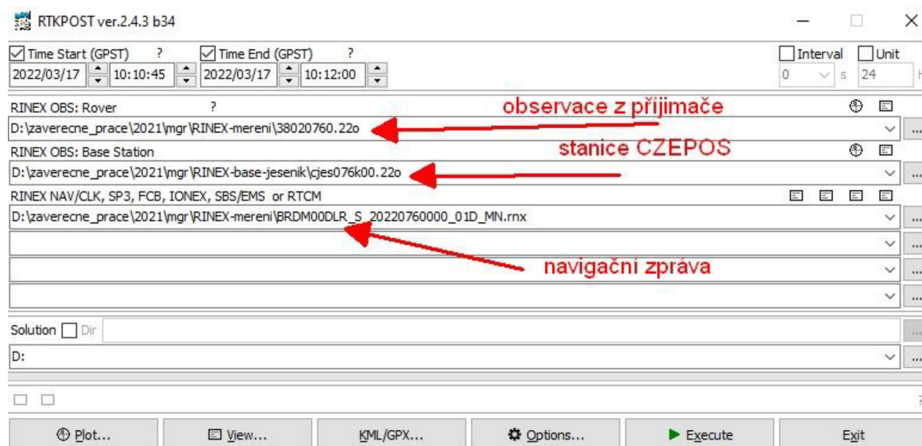 RTKPOST ver.2.4.3 b34
Time Start (GPST) ? Time End (GPST) ? Interval Unit
2022/03/17 10:10:45 2022/03/17 10:12:00 0 s 24 H
RINEX OBS: Rover ? observace z příjimače
D:\zaverecne_prace\2021\mgr\RINEX-mereni\38020760.22o ...
RINEX OBS: Base Station stanice CZEPOS
D:\zaverecne_prace\2021\mgr\RINEX-base-jesenik\cjes076k00.22o ...
RINEX NAV/CLK, SP3, FCB, IONEX, SBS/EMS or RTCM
D:\zaverecne_prace\2021\mgr\RINEX-mereni\BRDM00DLR_S_20220760000_01D_MN.rnx ...
...
navigační zpráva ...
...
Solution Dir ...
D: ...
?
Plot... View... KML/GPX... Options... Execute Exit